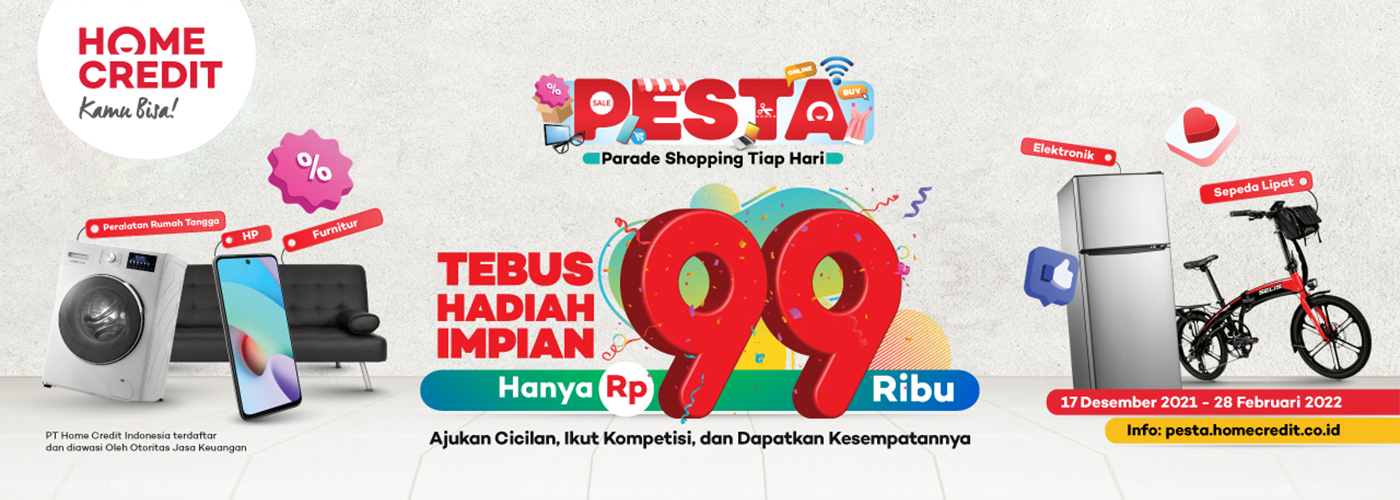 HOME
CREDIT
Kamu Bisa!
%
Peralatan Rumah Tangga
HP
Furnitur
PT Home Credit Indonesia terdaftar
dan diawasi Oleh Otoritas Jasa Keuangan
%
SALE
ONLINE
BUY
PESTA
Parade Shopping Tiap Hari
TEBUS
HADIAH
IMPIAN
99
Hanya Rp
Ribu
Ajukan Cicilan, Ikut Kompetisi, dan Dapatkan Kesempatannya
Elektronik
Sepeda Lipat
SELIS
17 Desember 2021 - 28 Februari 2022
Info: pesta.homecredit.co.id